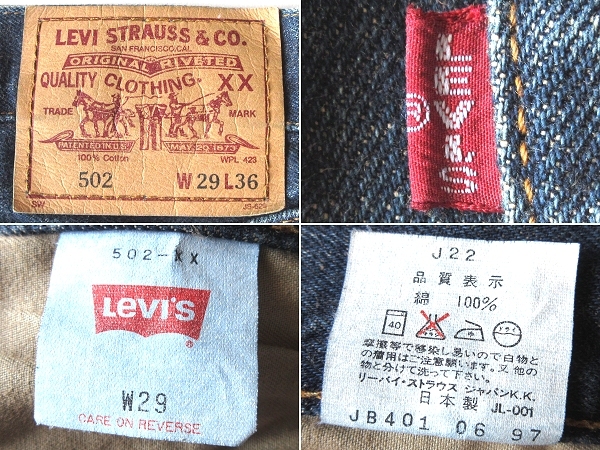 LEVI STRAUSS & CO.
SAN FRANCISCO, CAL.
ORIGINAL RIVETED
QUALITY CLOTHING XX
TRADE MARK
PATENTED IN U.S. MAY 20 1873
100% Cotton WPL 423
502 W 29 L 36
SW
LEVI'S
®
502-XX
LEVI'S
®
W29
CARE ON REVERSE
J22
品質表示
綿 100%
40
摩擦等で移染し易いので白物と
の着用はご注意願います。又他の
物と分けて洗って下さい。
リーバイ・ストラウス ジャパンK.K.
日本製 JL-001
JB401 06 97